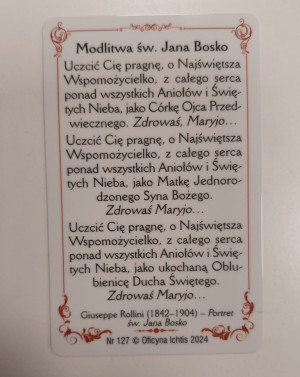 Modlitwa św. Jana Bosko
Uczcić Cię pragnę, o Najświętsza
Wspomożycielko, z całego serca
ponad wszystkich Aniołów i Świę-
tych Nieba, jako Córkę Ojca Przed-
wiecznego. Zdrowaś, Maryjo...
Uczcić Cię pragnę, o Najświętsza
Wspomożycielko, z całego serca
ponad wszystkich Aniołów i Świę-
tych Nieba, jako Matkę Jednoro-
dzonego Syna Bożego.
Zdrowaś Maryjo...
Uczcić Cię pragnę, o Najświętsza
Wspomożycielko, z całego serca
ponad wszystkich Aniołów i Świę-
tych Nieba, jako ukochaną Oblu-
bienicę Ducha Świętego.
Zdrowaś Maryjo...
Giuseppe Rollini (1842–1904) – Portret
św. Jana Bosko
Nr 127 © Oficyna Ichtis 2024